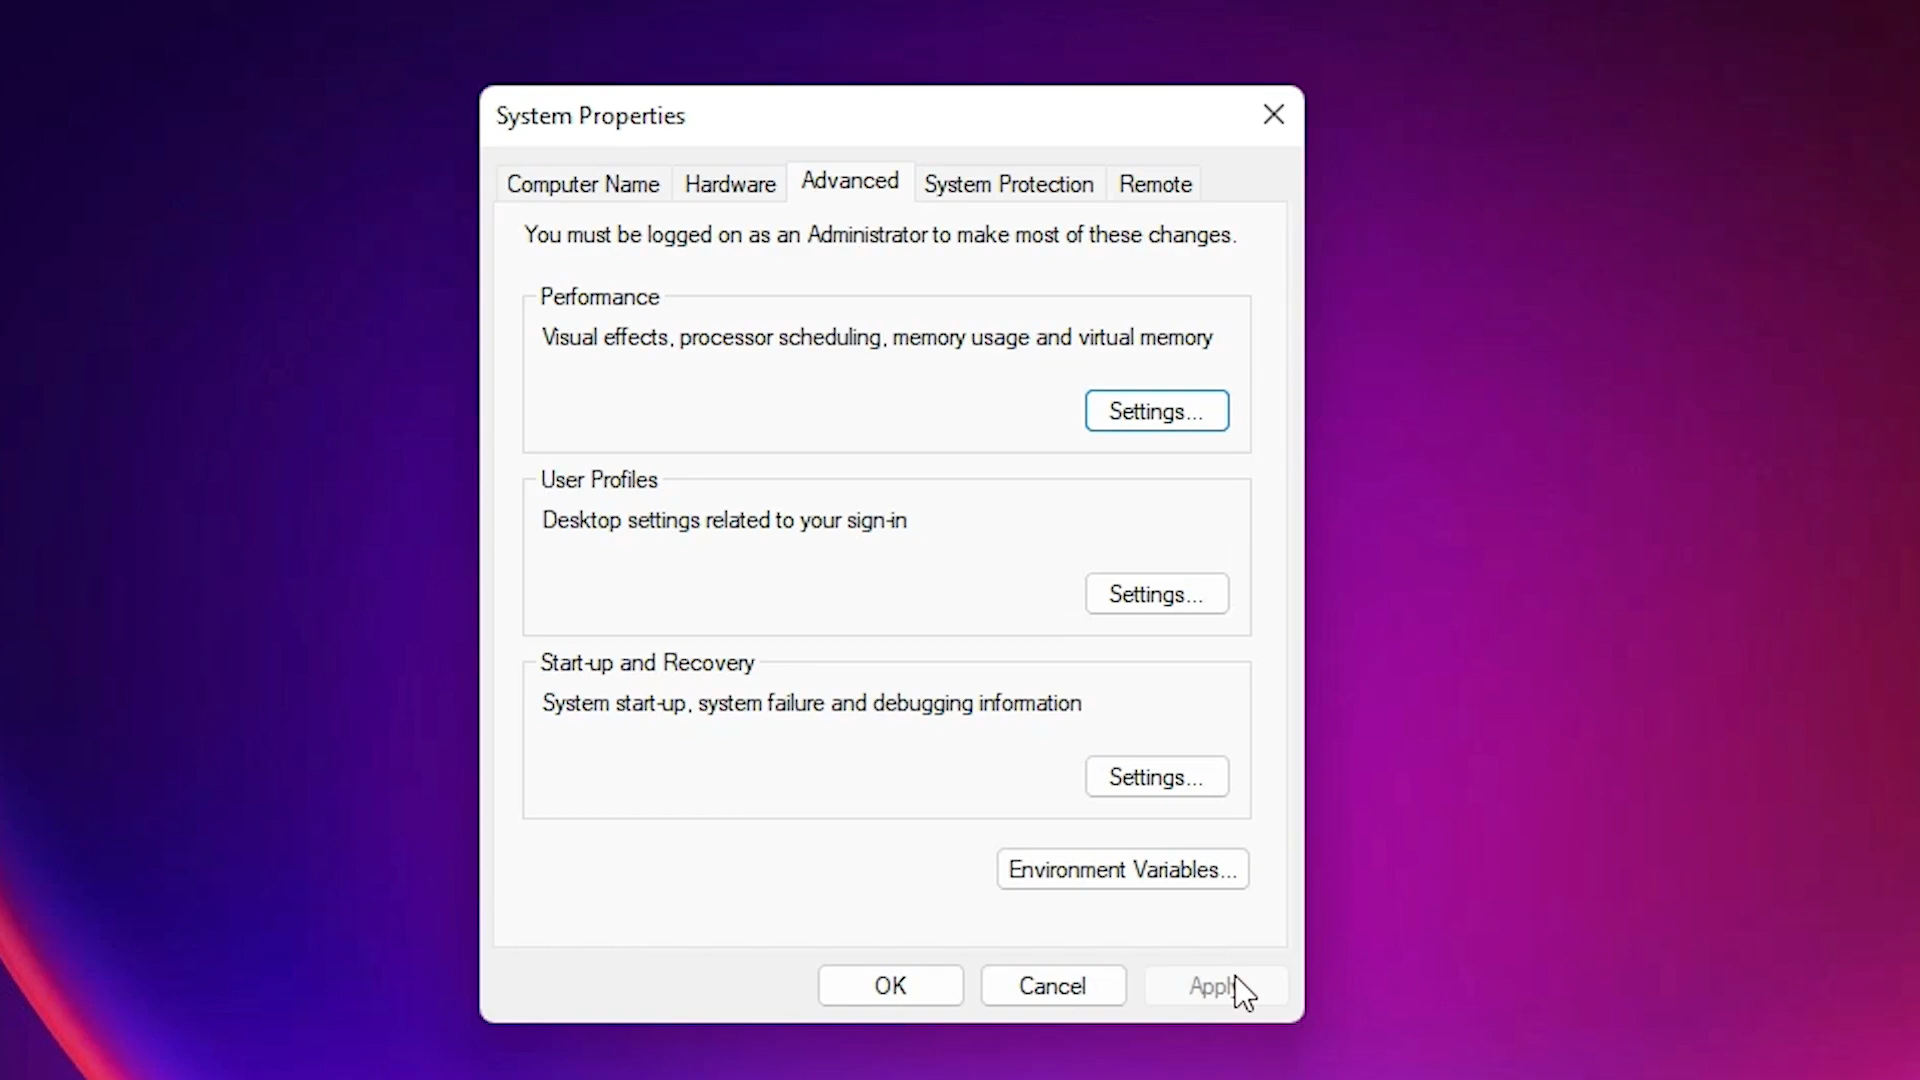 System Properties
Computer Name Hardware Advanced System Protection Remote
You must be logged on as an Administrator to make most of these changes.
Performance
Visual effects, processor scheduling, memory usage and virtual memory
Settings...
User Profiles
Desktop settings related to your sign-in
Settings...
Start-up and Recovery
System start-up, system failure and debugging information
Settings...
Environment Variables...
OK Cancel Apply